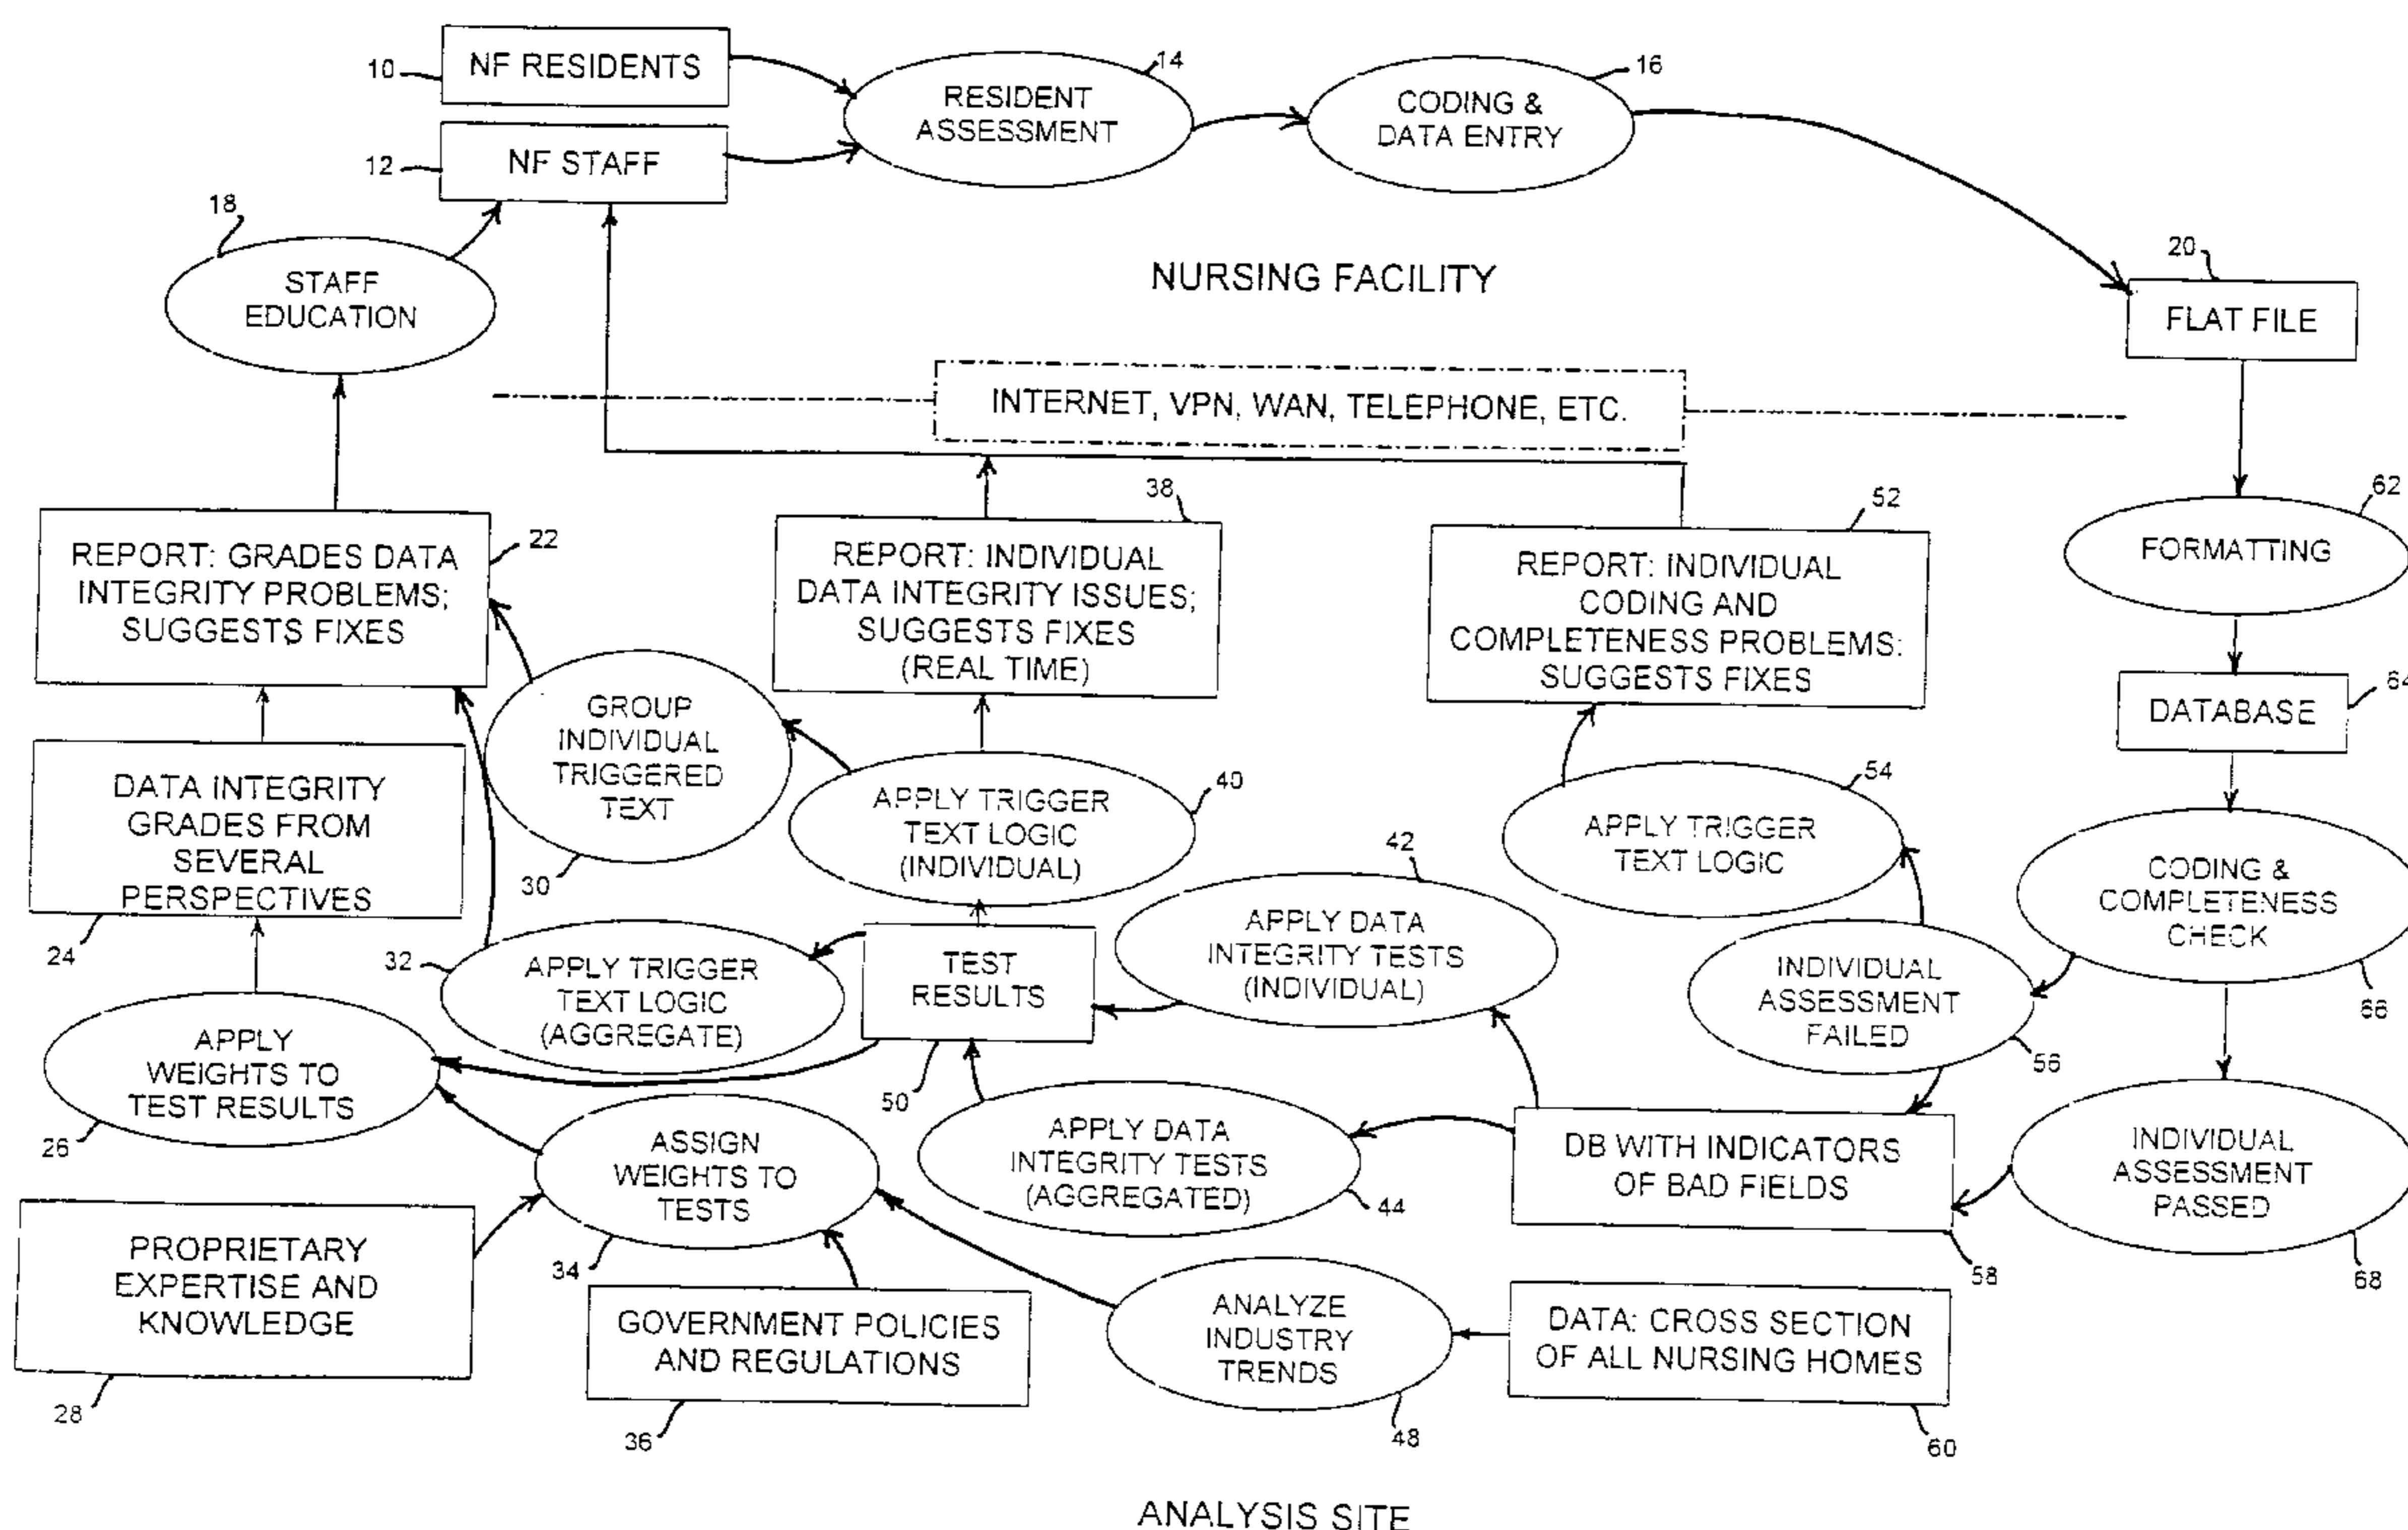 10
NF RESIDENTS
12
NF STAFF
14
RESIDENT
ASSESSMENT
16
CODING &
DATA ENTRY
18
STAFF
EDUCATION
NURSING FACILITY
20
FLAT FILE
INTERNET, VPN, WAN, TELEPHONE, ETC.
22
REPORT: GRADES DATA
INTEGRITY PROBLEMS;
SUGGESTS FIXES
38
REPORT: INDIVIDUAL
DATA INTEGRITY ISSUES;
SUGGESTS FIXES
(REAL TIME)
52
REPORT: INDIVIDUAL
CODING AND
COMPLETENESS PROBLEMS:
SUGGESTS FIXES
62
FORMATTING
64
DATABASE
GROUP
INDIVIDUAL
TRIGGERED
TEXT
30
DATA INTEGRITY
GRADES FROM
SEVERAL
PERSPECTIVES
24
40
APPLY TRIGGER
TEXT LOGIC
(INDIVIDUAL)
54
APPLY TRIGGER
TEXT LOGIC
CODING &
COMPLETENESS
CHECK
66
42
APPLY DATA
INTEGRITY TESTS
(INDIVIDUAL)
32
APPLY TRIGGER
TEXT LOGIC
(AGGREGATE)
TEST
RESULTS
50
INDIVIDUAL
ASSESSMENT
FAILED
56
APPLY
WEIGHTS TO
TEST RESULTS
26
ASSIGN
WEIGHTS TO
TESTS
34
APPLY DATA
INTEGRITY TESTS
(AGGREGATED)
44
DB WITH INDICATORS
OF BAD FIELDS
58
INDIVIDUAL
ASSESSMENT
PASSED
68
PROPRIETARY
EXPERTISE AND
KNOWLEDGE
28
GOVERNMENT POLICIES
AND REGULATIONS
36
ANALYZE
INDUSTRY
TRENDS
48
DATA: CROSS SECTION
OF ALL NURSING HOMES
60
ANALYSIS SITE